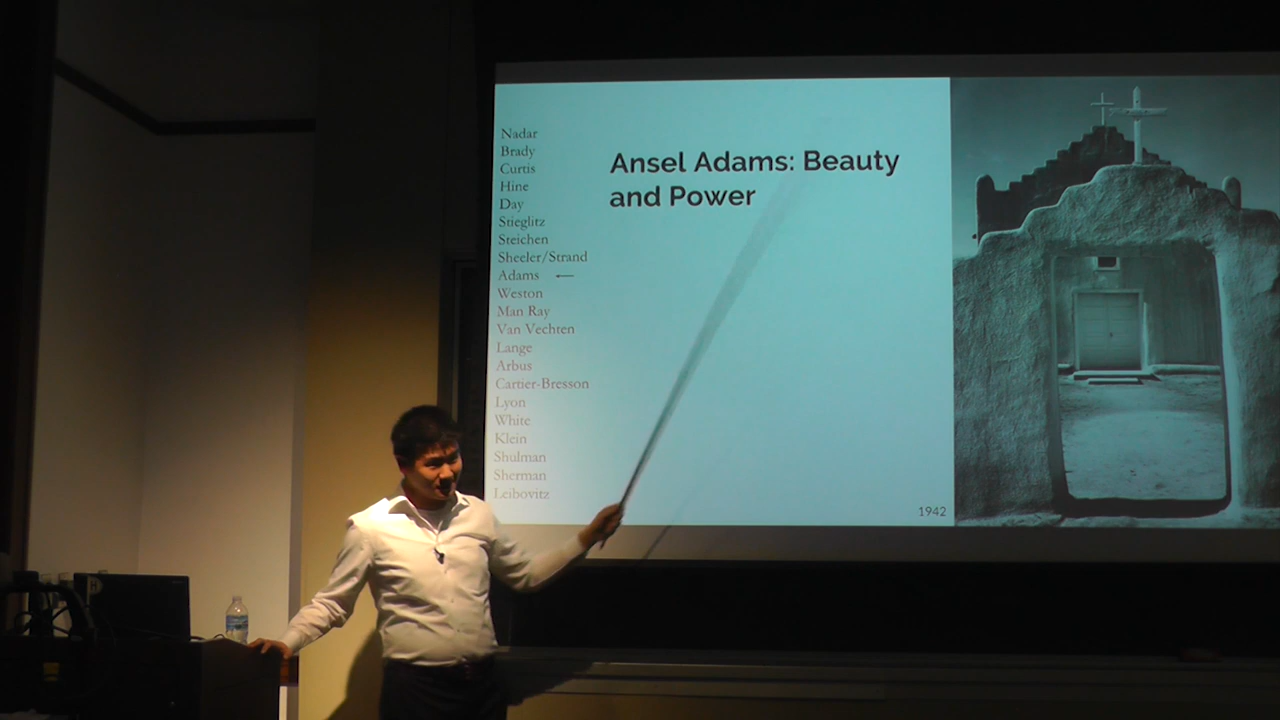 Nadar
Brady
Curtis
Hine
Day
Stieglitz
Steichen
Sheeler/Strand
Adams ←
Weston
Man Ray
Van Vechten
Lange
Arbus
Cartier-Bresson
Lyon
White
Klein
Shulman
Sherman
Leibovitz
Ansel Adams: Beauty
and Power
1942